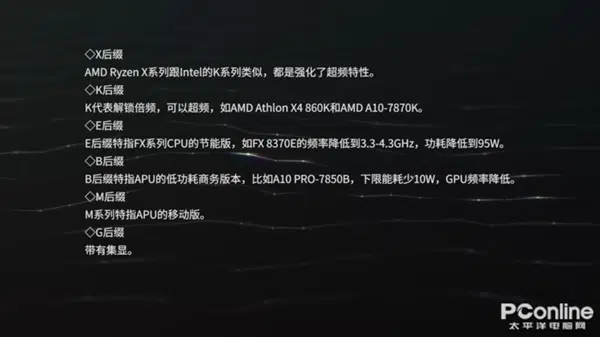 ◇X后缀
AMD Ryzen X系列跟Intel的K系列类似，都是强化了超频特性。
◇K后缀
K代表解锁倍频，可以超频，如AMD Athlon X4 860K和AMD A10-7870K。
◇E后缀
E后缀特指FX系列CPU的节能版，如FX 8370E的频率降低到3.3-4.3GHz，功耗降低到95W。
◇B后缀
B后缀特指APU的低功耗商务版本，比如A10 PRO-7850B，下限能耗少10W，GPU频率降低。
◇M后缀
M系列特指APU的移动版。
◇G后缀
带有集显。
PConline
太平洋电脑网